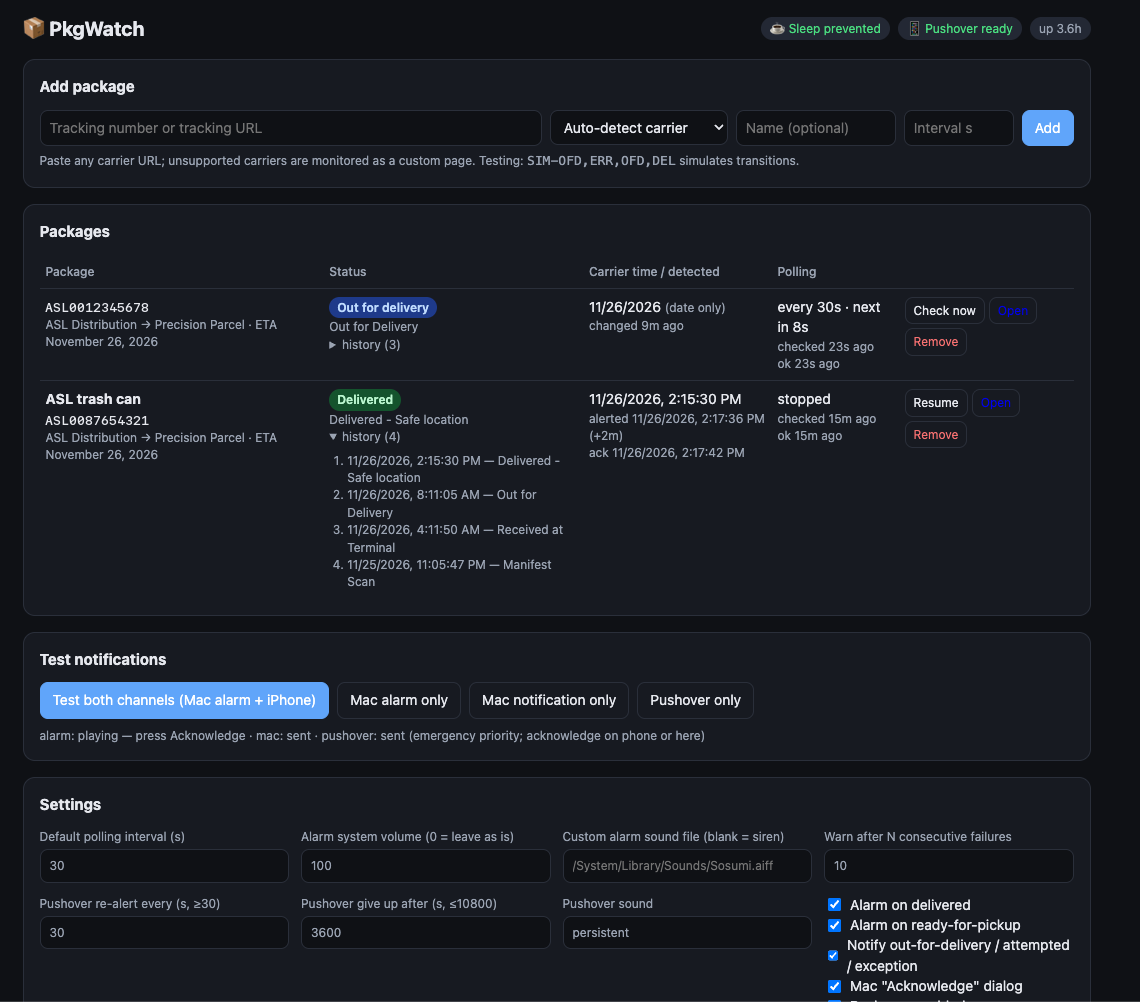 📦 PkgWatch
☕ Sleep prevented
📱 Pushover ready
up 3.6h
Add package
Tracking number or tracking URL
Auto-detect carrier
Name (optional)
Interval s
Add
Paste any carrier URL; unsupported carriers are monitored as a custom page. Testing: SIM-OFD,ERR,OFD,DEL simulates transitions.
Packages
Package
Status
Carrier time / detected
Polling
ASL0012345678
ASL Distribution → Precision Parcel · ETA
November 26, 2026
Out for delivery
Out for Delivery
▶ history (3)
11/26/2026 (date only)
changed 9m ago
every 30s · next
in 8s
checked 23s ago
ok 23s ago
Check now
Open
Remove
ASL trash can
ASL0087654321
ASL Distribution → Precision Parcel · ETA
November 26, 2026
Delivered
Delivered - Safe location
▼ history (4)
1. 11/26/2026, 2:15:30 PM — Delivered -
Safe location
2. 11/26/2026, 8:11:05 AM — Out for
Delivery
3. 11/26/2026, 4:11:50 AM — Received at
Terminal
4. 11/25/2026, 11:05:47 PM — Manifest
Scan
11/26/2026, 2:15:30 PM
alerted 11/26/2026, 2:17:36 PM
(+2m)
ack 11/26/2026, 2:17:42 PM
stopped
checked 15m ago
ok 15m ago
Resume
Open
Remove
Test notifications
Test both channels (Mac alarm + iPhone)
Mac alarm only
Mac notification only
Pushover only
alarm: playing — press Acknowledge · mac: sent · pushover: sent (emergency priority; acknowledge on phone or here)
Settings
Default polling interval (s)
30
Alarm system volume (0 = leave as is)
100
Custom alarm sound file (blank = siren)
/System/Library/Sounds/Sosumi.aiff
Warn after N consecutive failures
10
Pushover re-alert every (s, ≥30)
30
Pushover give up after (s, ≤10800)
3600
Pushover sound
persistent
Alarm on delivered
Alarm on ready-for-pickup
Notify out-for-delivery / attempted
/ exception
Mac "Acknowledge" dialog